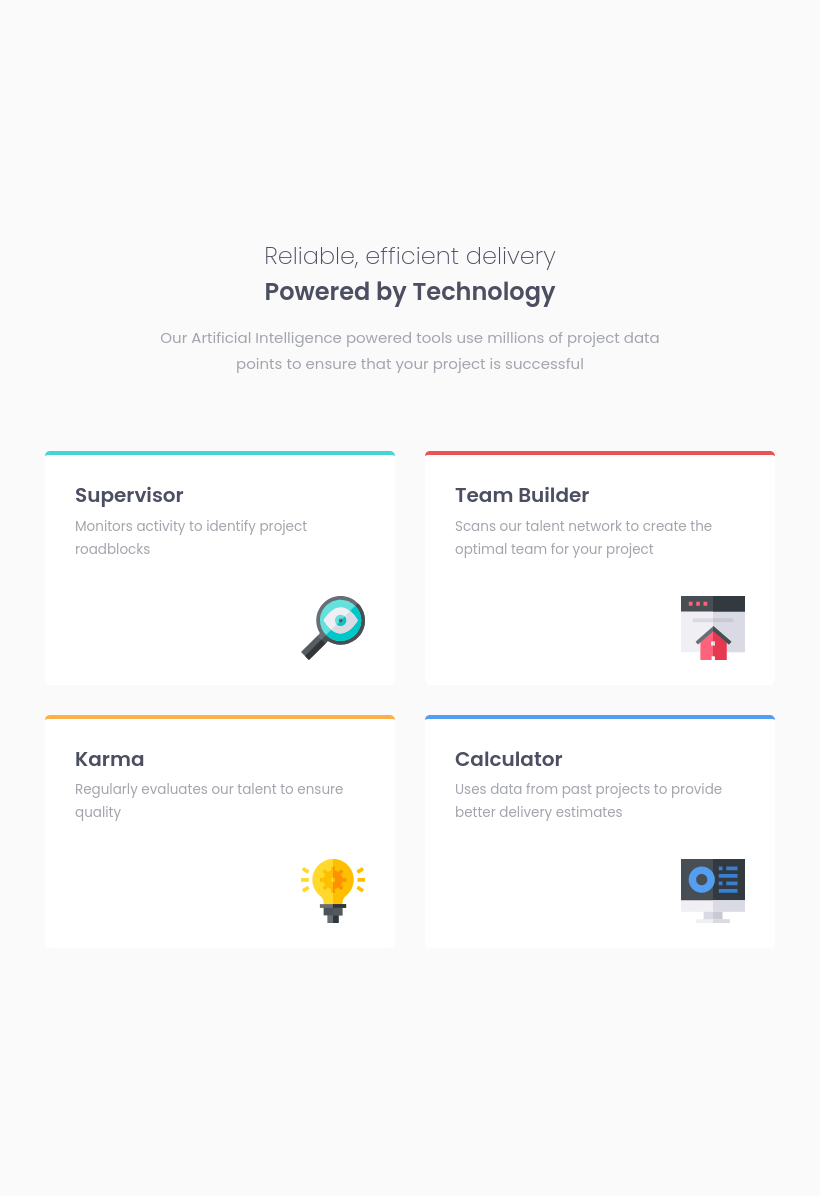 Reliable, efficient delivery
Powered by Technology
Our Artificial Intelligence powered tools use millions of project data
points to ensure that your project is successful
Supervisor
Monitors activity to identify project
roadblocks
Team Builder
Scans our talent network to create the
optimal team for your project
Karma
Regularly evaluates our talent to ensure
quality
Calculator
Uses data from past projects to provide
better delivery estimates